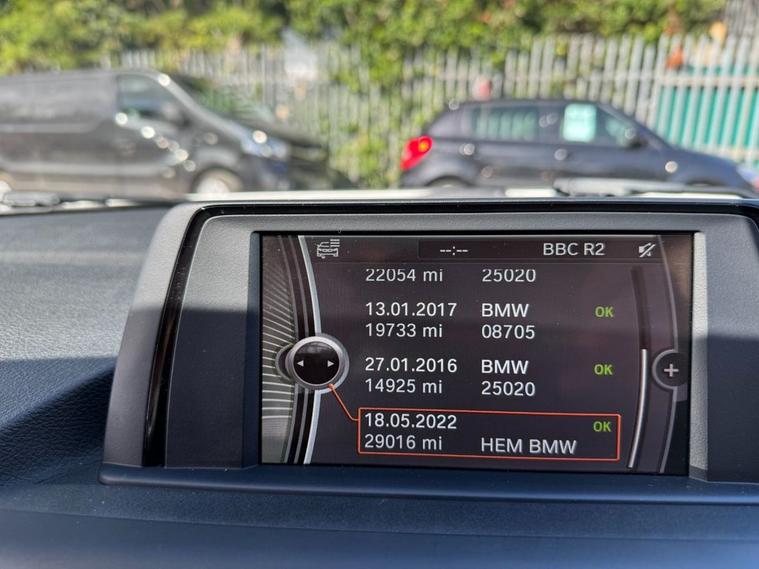 --:-- BBC R2
22054 mi 25020
13.01.2017 BMW OK
19733 mi 08705
27.01.2016 BMW OK
14925 mi 25020
18.05.2022 OK
29016 mi HEM BMW